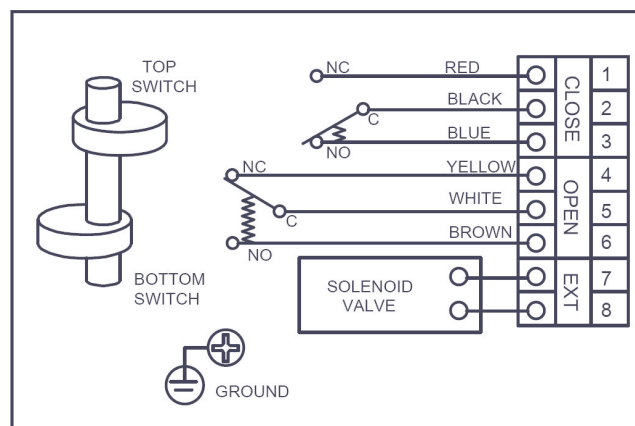 TOP
SWITCH
BOTTOM
SWITCH
GROUND
NC
C
NO
NC
C
NO
RED
BLACK
BLUE
YELLOW
WHITE
BROWN
SOLENOID
VALVE
CLOSE
OPEN
EXT
1
2
3
4
5
6
7
8